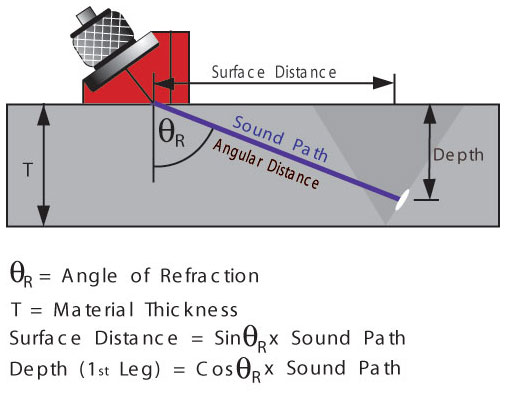 Surface Distance
θR
Sound Path
Angular Distance
T
Depth
θR = Angle of Refraction
T = Material Thickness
Surface Distance = SinθR x Sound Path
Depth (1st Leg) = CosθR x Sound Path